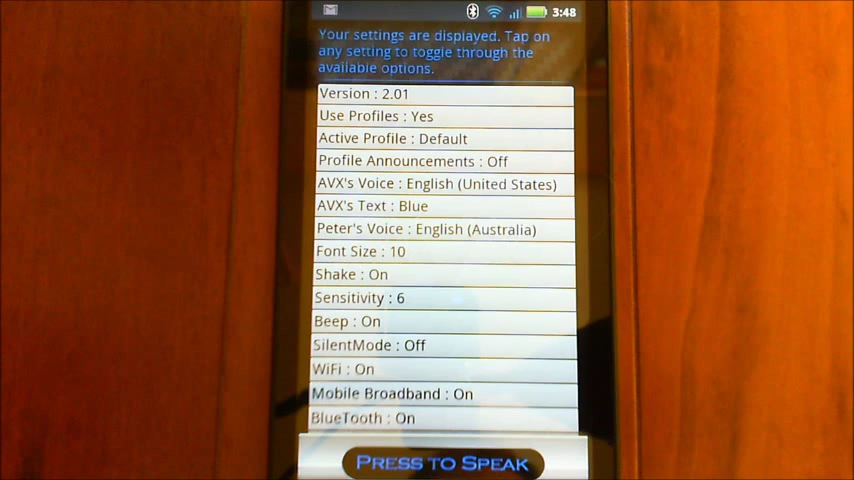 3:48
Your settings are displayed. Tap on
any setting to toggle through the
available options.
Version : 2.01
Use Profiles : Yes
Active Profile : Default
Profile Announcements : Off
AVX's Voice : English (United States)
AVX's Text : Blue
Peter's Voice : English (Australia)
Font Size : 10
Shake : On
Sensitivity : 6
Beep : On
SilentMode : Off
WiFi : On
Mobile Broadband : On
BlueTooth : On
PRESS TO SPEAK